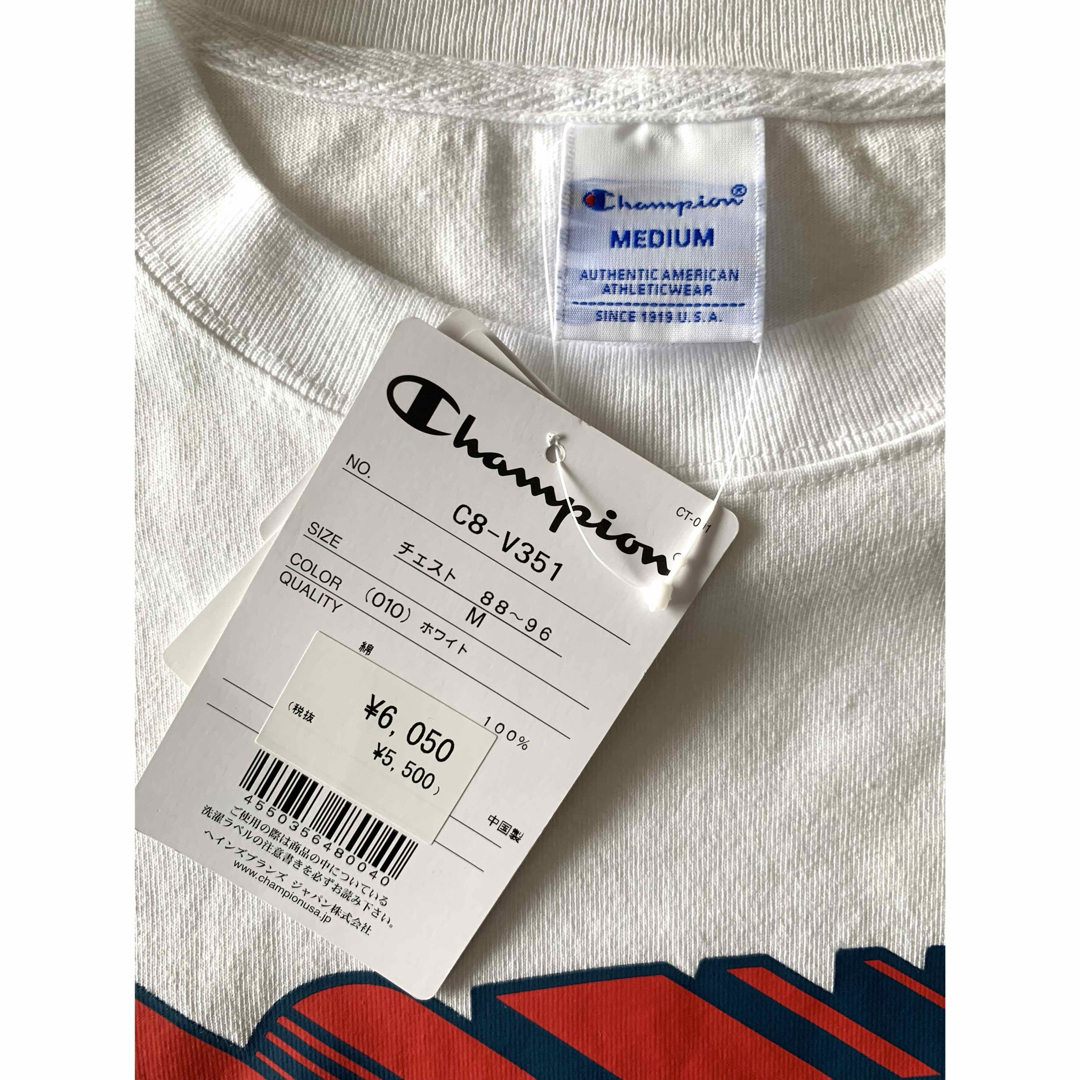 Champion®
MEDIUM
AUTHENTIC AMERICAN
ATHLETICWEAR
SINCE 1919 U.S.A.
Champion
CT-001
NO.
C8-V351
SIZE
チェスト 88~96
M
COLOR (010) ホワイト
QUALITY
綿
100%
¥6,050
(税抜 ¥5,500)
4550356480040
中国製
ご使用の際は商品の中についている
洗濯ラベルの注意書きを必ずお読み下さい。
ヘインズブランズ ジャパン株式会社
www.championusa.jp